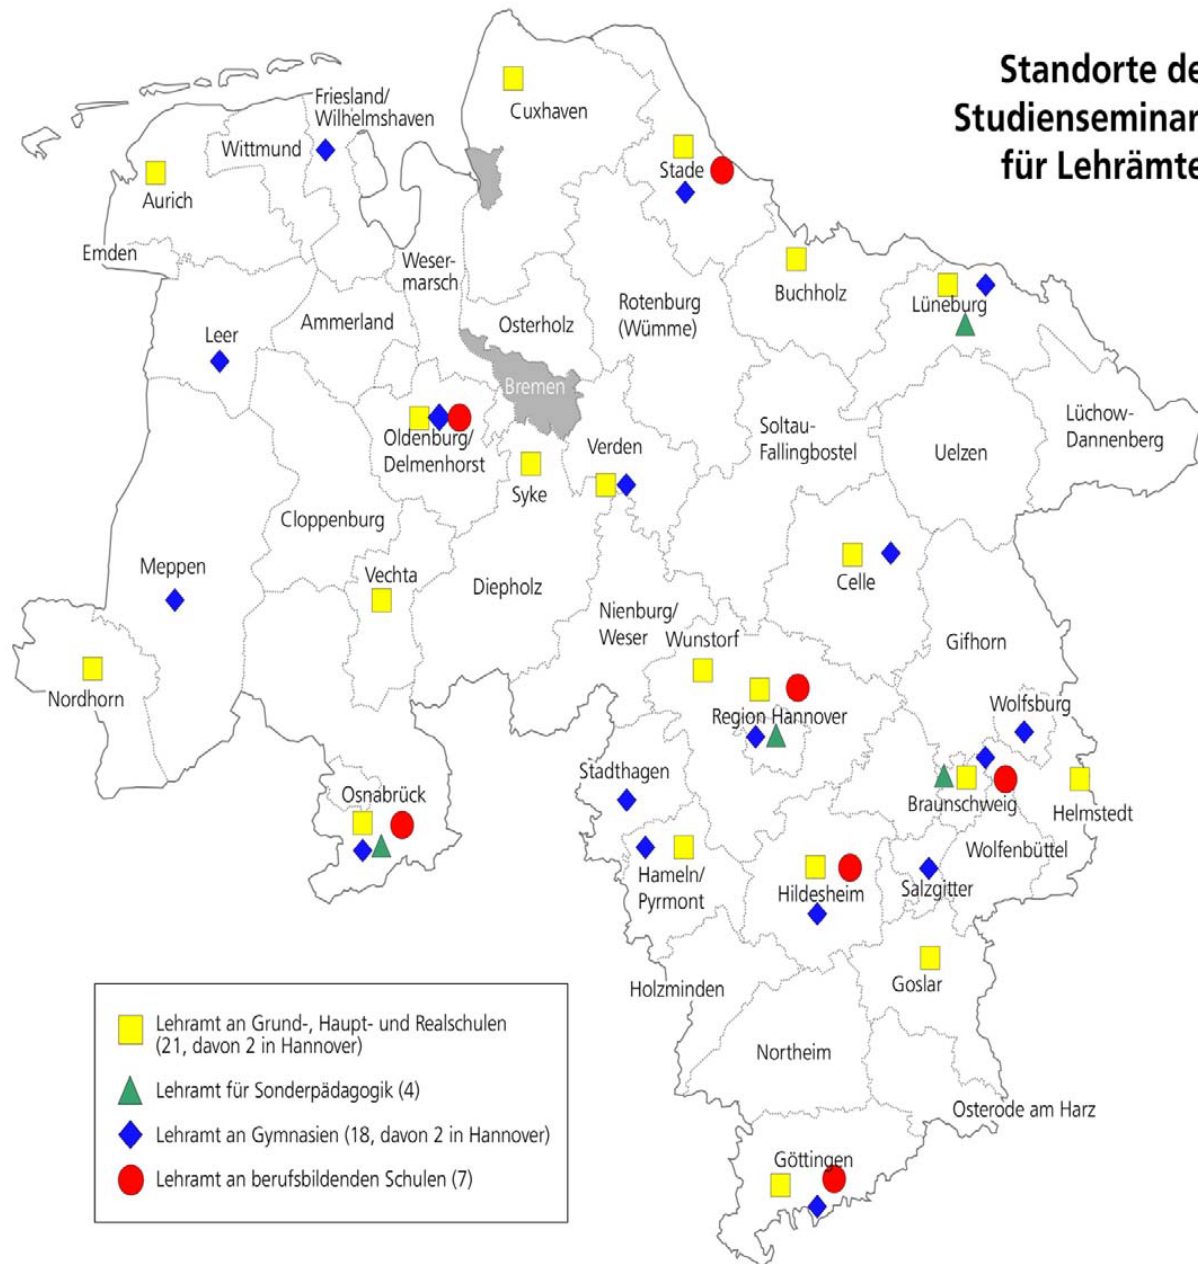 Standorte de
Studienseminar
für Lehrämte
Cuxhaven
Friesland/
Wilhelmshaven
Wittmund
Stade
Aurich
Emden
Weser-
marsch
Buchholz
Lüneburg
Rotenburg
(Wümme)
Ammerland
Osterholz
Leer
Bremen
Lüchow-
Dannenberg
Soltau-
Fallingbostel
Oldenburg/
Delmenhorst
Verden
Uelzen
Syke
Cloppenburg
Meppen
Vechta
Diepholz
Celle
Nienburg/
Weser
Wunstorf
Gifhorn
Nordhorn
Wolfsburg
Region Hannover
Stadthagen
Osnabrück
Braunschweig
Helmstedt
Wolfenbüttel
Hameln/
Pyrmont
Hildesheim
Salzgitter
Holzminden
Goslar
Northeim
Osterode am Harz
Göttingen
Lehramt an Grund-, Haupt- und Realschulen
(21, davon 2 in Hannover)
Lehramt für Sonderpädagogik (4)
Lehramt an Gymnasien (18, davon 2 in Hannover)
Lehramt an berufsbildenden Schulen (7)